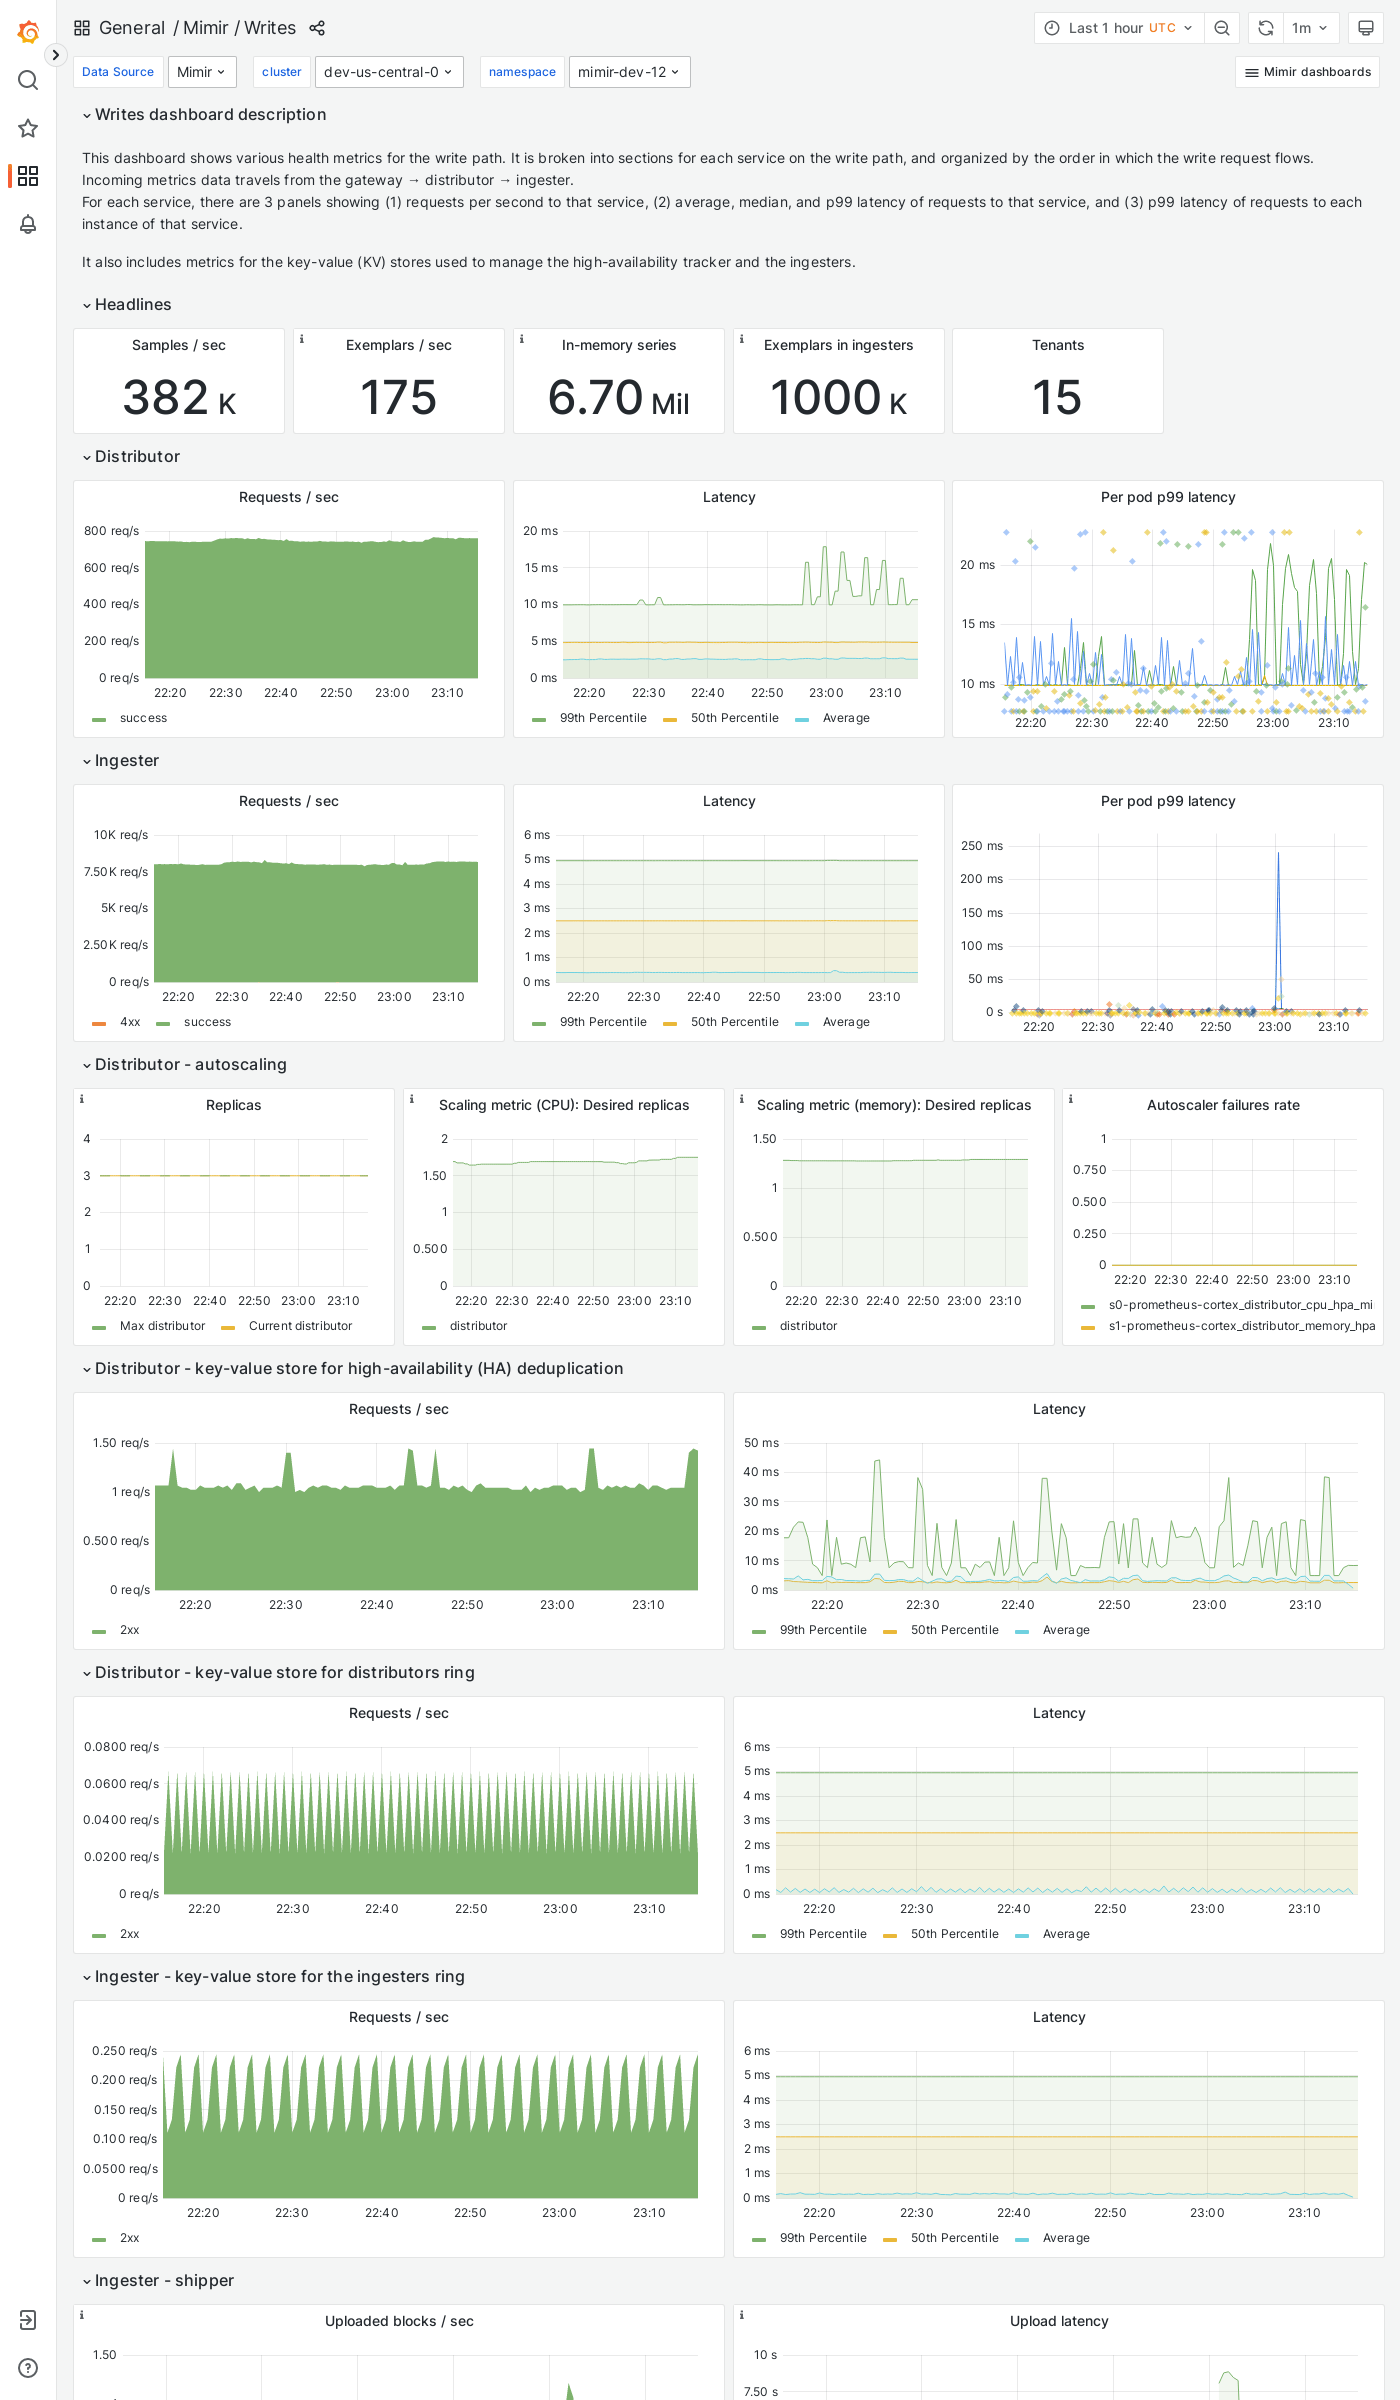 General / Mimir / Writes
Last 1 hour UTC
1m
Data Source Mimir cluster dev-us-central-0 namespace mimir-dev-12
Mimir dashboards
Writes dashboard description
This dashboard shows various health metrics for the write path. It is broken into sections for each service on the write path, and organized by the order in which the write request flows.
Incoming metrics data travels from the gateway → distributor → ingester.
For each service, there are 3 panels showing (1) requests per second to that service, (2) average, median, and p99 latency of requests to that service, and (3) p99 latency of requests to each
instance of that service.
It also includes metrics for the key-value (KV) stores used to manage the high-availability tracker and the ingesters.
Headlines
Samples / sec
382 K
Exemplars / sec
175
In-memory series
6.70 Mil
Exemplars in ingesters
1000 K
Tenants
15
Distributor
Requests / sec
800 req/s
600 req/s
400 req/s
200 req/s
0 req/s
22:20 22:30 22:40 22:50 23:00 23:10
success
Latency
20 ms
15 ms
10 ms
5 ms
0 ms
22:20 22:30 22:40 22:50 23:00 23:10
99th Percentile 50th Percentile Average
Per pod p99 latency
20 ms
15 ms
10 ms
22:20 22:30 22:40 22:50 23:00 23:10
Ingester
Requests / sec
10K req/s
7.50K req/s
5K req/s
2.50K req/s
0 req/s
22:20 22:30 22:40 22:50 23:00 23:10
4xx success
Latency
6 ms
5 ms
4 ms
3 ms
2 ms
1 ms
0 ms
22:20 22:30 22:40 22:50 23:00 23:10
99th Percentile 50th Percentile Average
Per pod p99 latency
250 ms
200 ms
150 ms
100 ms
50 ms
0 s
22:20 22:30 22:40 22:50 23:00 23:10
Distributor - autoscaling
Replicas
4
3
2
1
0
22:20 22:30 22:40 22:50 23:00 23:10
Max distributor Current distributor
Scaling metric (CPU): Desired replicas
2
1.50
1
0.500
0
22:20 22:30 22:40 22:50 23:00 23:10
distributor
Scaling metric (memory): Desired replicas
1.50
1
0.500
0
22:20 22:30 22:40 22:50 23:00 23:10
distributor
Autoscaler failures rate
1
0.750
0.500
0.250
0
22:20 22:30 22:40 22:50 23:00 23:10
s0-prometheus-cortex_distributor_cpu_hpa_mi
s1-prometheus-cortex_distributor_memory_hpa
Distributor - key-value store for high-availability (HA) deduplication
Requests / sec
1.50 req/s
1 req/s
0.500 req/s
0 req/s
22:20 22:30 22:40 22:50 23:00 23:10
2xx
Latency
50 ms
40 ms
30 ms
20 ms
10 ms
0 ms
22:20 22:30 22:40 22:50 23:00 23:10
99th Percentile 50th Percentile Average
Distributor - key-value store for distributors ring
Requests / sec
0.0800 req/s
0.0600 req/s
0.0400 req/s
0.0200 req/s
0 req/s
22:20 22:30 22:40 22:50 23:00 23:10
2xx
Latency
6 ms
5 ms
4 ms
3 ms
2 ms
1 ms
0 ms
22:20 22:30 22:40 22:50 23:00 23:10
99th Percentile 50th Percentile Average
Ingester - key-value store for the ingesters ring
Requests / sec
0.250 req/s
0.200 req/s
0.150 req/s
0.100 req/s
0.0500 req/s
0 req/s
22:20 22:30 22:40 22:50 23:00 23:10
2xx
Latency
6 ms
5 ms
4 ms
3 ms
2 ms
1 ms
0 ms
22:20 22:30 22:40 22:50 23:00 23:10
99th Percentile 50th Percentile Average
Ingester - shipper
Uploaded blocks / sec
1.50
Upload latency
10 s
7.50 s